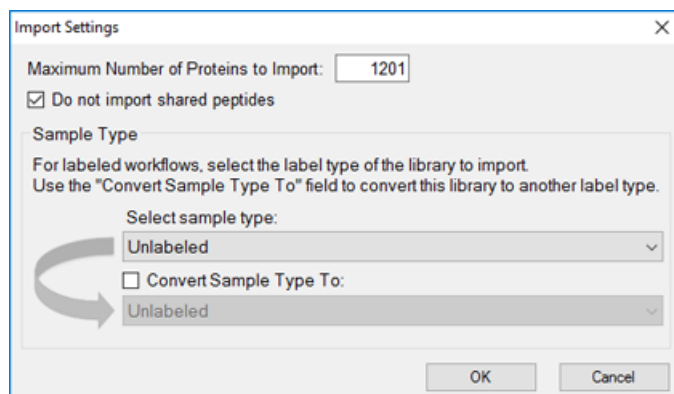 Import Settings
Maximum Number of Proteins to Import: 1201
Do not import shared peptides
Sample Type
For labeled workflows, select the label type of the library to import.
Use the "Convert Sample Type To" field to convert this library to another label type.
Select sample type:
Unlabeled
Convert Sample Type To:
Unlabeled
OK Cancel